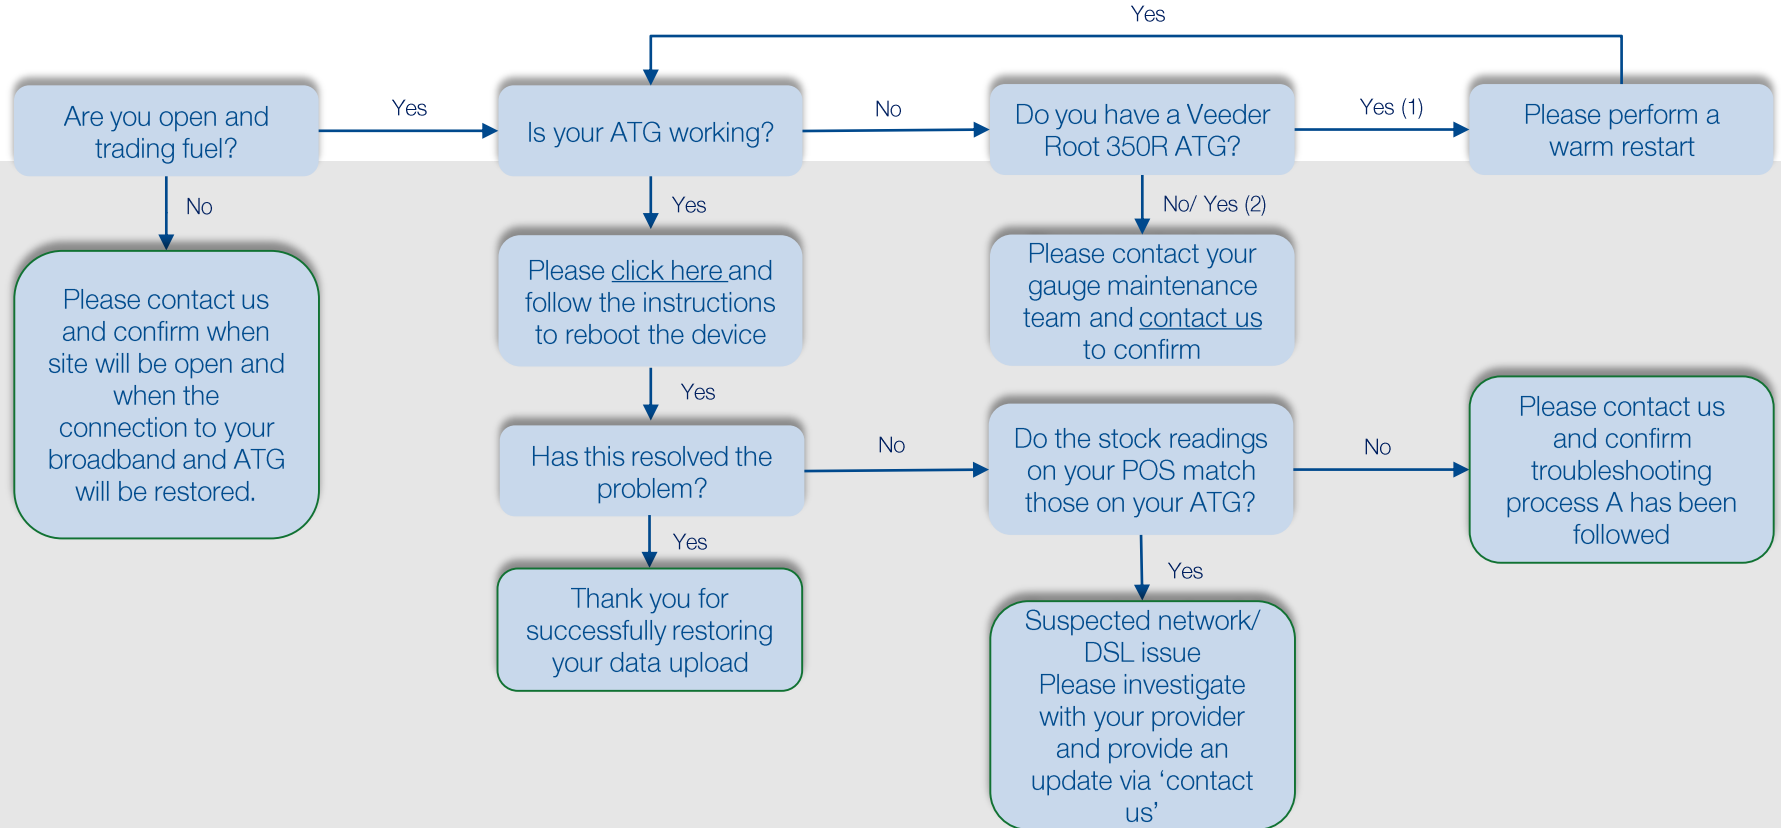 Yes
Are you open and
trading fuel?
Yes
Is your ATG working?
No
Do you have a Veeder
Root 350R ATG?
Yes (1)
Please perform a
warm restart
No
Yes
No/ Yes (2)
Please contact us
and confirm when
site will be open and
when the
connection to your
broadband and ATG
will be restored.
Please click here and
follow the instructions
to reboot the device
Please contact your
gauge maintenance
team and contact us
to confirm
Yes
Has this resolved the
problem?
No
Do the stock readings
on your POS match
those on your ATG?
No
Please contact us
and confirm
troubleshooting
process A has been
followed
Yes
Thank you for
successfully restoring
your data upload
Yes
Suspected network/
DSL issue
Please investigate
with your provider
and provide an
update via ‘contact
us’